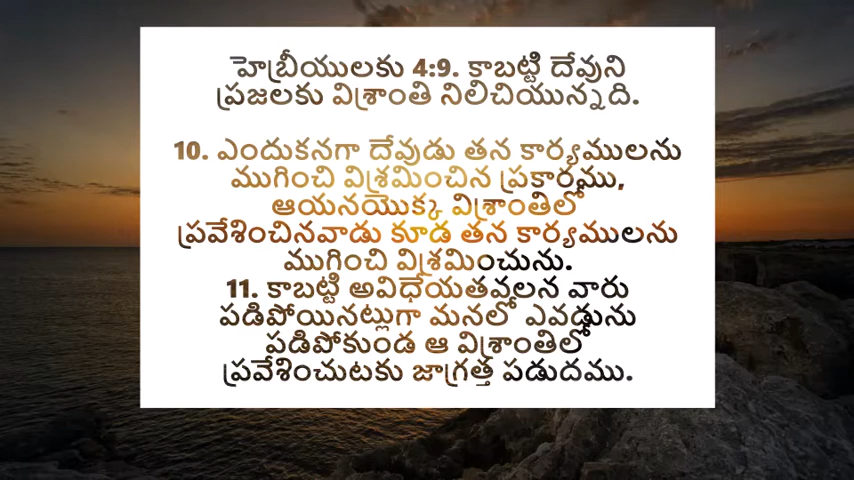 హెబ్రీయులకు 4:9. కాబట్టి దేవుని
ప్రజలకు విశ్రాంతి నిలిచియున్నది.
10. ఎందుకనగా దేవుడు తన కార్యములను
ముగించి విశ్రమించిన ప్రకారము,
ఆయనయొక్క విశ్రాంతిలో
ప్రవేశించినవాడు కూడ తన కార్యములను
ముగించి విశ్రమించును.
11. కాబట్టి అవిధేయతవలన వారు
పడిపోయినట్లుగా మనలో ఎవడ్నును
పడిపోకుండ ఆ విశ్రాంతిలో
ప్రవేశించుటకు జాగ్రత్త పడుదము.